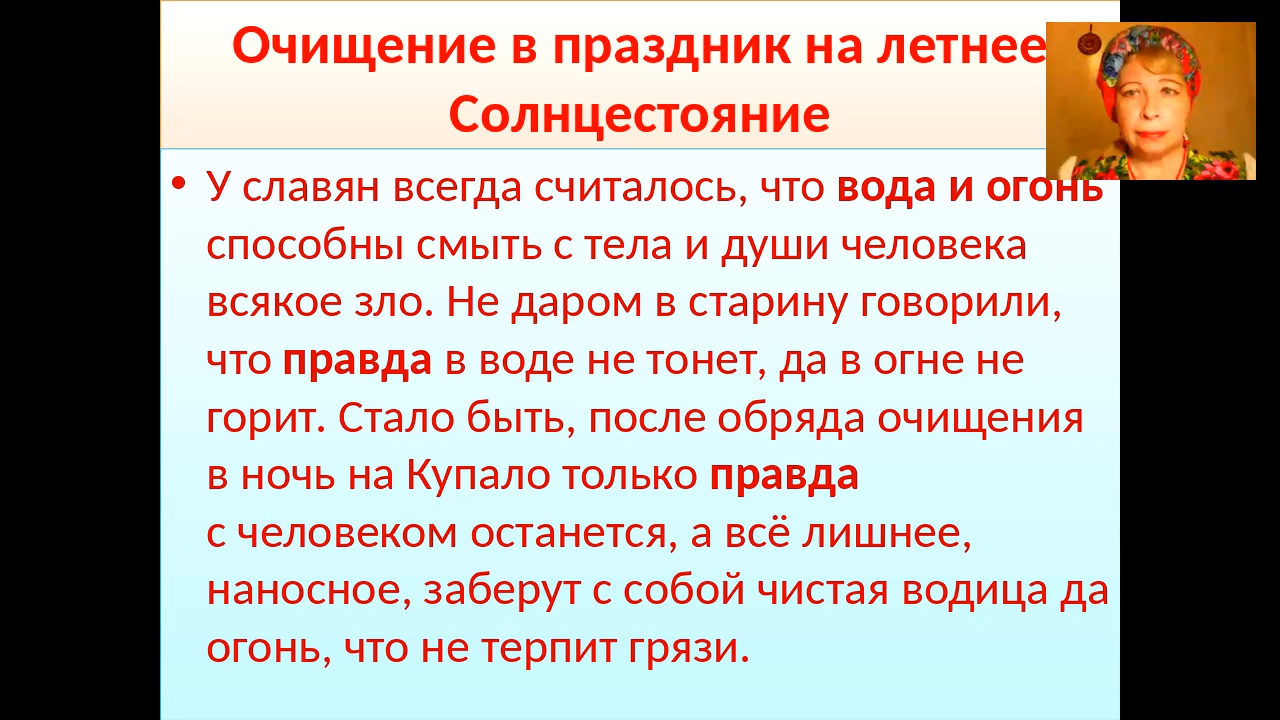 Очищение в праздник на летнее
Солнцестояние
• У славян всегда считалось, что вода и огонь
способны смыть с тела и души человека
всякое зло. Не даром в старину говорили,
что правда в воде не тонет, да в огне не
горит. Стало быть, после обряда очищения
в ночь на Купало только правда
с человеком останется, а всё лишнее,
наносное, заберут с собой чистая водица да
огонь, что не терпит грязи.